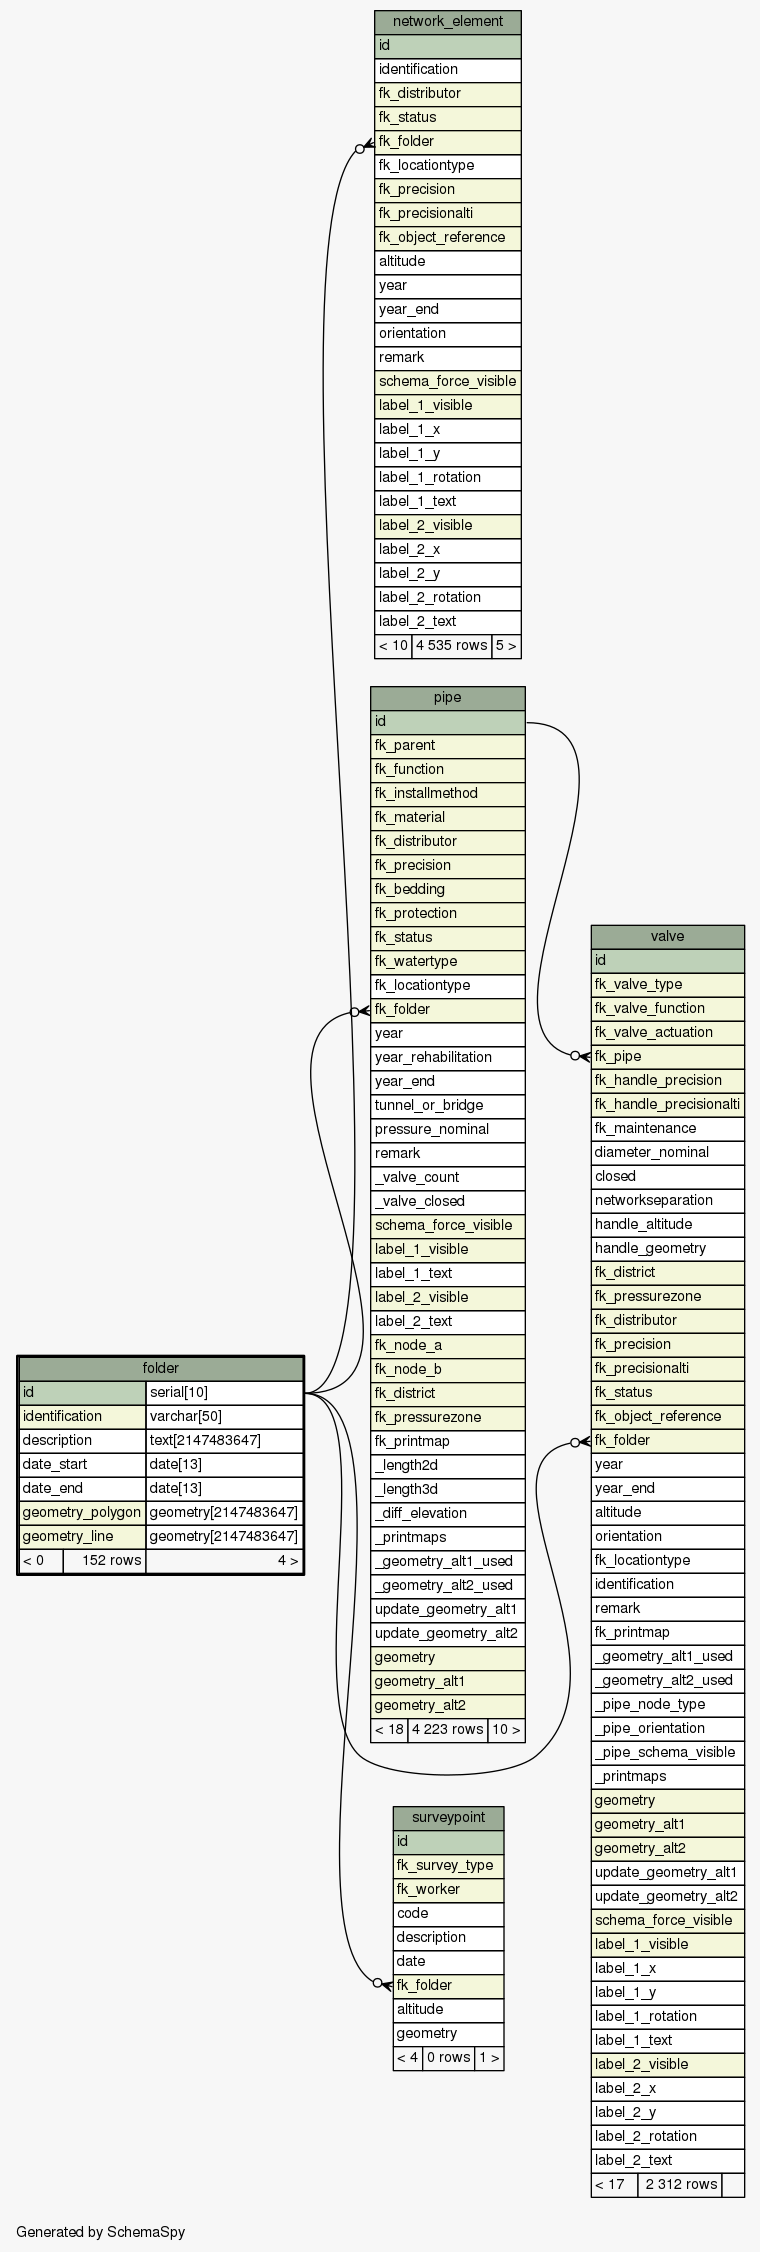 network_element
id
identification
fk_distributor
fk_status
fk_folder
fk_locationtype
fk_precision
fk_precisionalti
fk_object_reference
altitude
year
year_end
orientation
remark
schema_force_visible
label_1_visible
label_1_x
label_1_y
label_1_rotation
label_1_text
label_2_visible
label_2_x
label_2_y
label_2_rotation
label_2_text
< 10 4 535 rows 5 >
pipe
id
fk_parent
fk_function
fk_installmethod
fk_material
fk_distributor
fk_precision
fk_bedding
fk_protection
fk_status
fk_watertype
fk_locationtype
fk_folder
year
year_rehabilitation
year_end
tunnel_or_bridge
pressure_nominal
remark
_valve_count
_valve_closed
schema_force_visible
label_1_visible
label_1_text
label_2_visible
label_2_text
fk_node_a
fk_node_b
fk_district
fk_pressurezone
fk_printmap
_length2d
_length3d
_diff_elevation
_printmaps
_geometry_alt1_used
_geometry_alt2_used
update_geometry_alt1
update_geometry_alt2
geometry
geometry_alt1
geometry_alt2
< 18 4 223 rows 10 >
valve
id
fk_valve_type
fk_valve_function
fk_valve_actuation
fk_pipe
fk_handle_precision
fk_handle_precisionalti
fk_maintenance
diameter_nominal
closed
networkseparation
handle_altitude
handle_geometry
fk_district
fk_pressurezone
fk_distributor
fk_precision
fk_precisionalti
fk_status
fk_object_reference
fk_folder
year
year_end
altitude
orientation
fk_locationtype
identification
remark
fk_printmap
_geometry_alt1_used
_geometry_alt2_used
_pipe_node_type
_pipe_orientation
_pipe_schema_visible
_printmaps
geometry
geometry_alt1
geometry_alt2
update_geometry_alt1
update_geometry_alt2
schema_force_visible
label_1_visible
label_1_x
label_1_y
label_1_rotation
label_1_text
label_2_visible
label_2_x
label_2_y
label_2_rotation
label_2_text
< 17 2 312 rows
folder
id serial[10]
identification varchar[50]
description text[2147483647]
date_start date[13]
date_end date[13]
geometry_polygon geometry[2147483647]
geometry_line geometry[2147483647]
< 0 152 rows 4 >
surveypoint
id
fk_survey_type
fk_worker
code
description
date
fk_folder
altitude
geometry
< 4 0 rows 1 >
Generated by SchemaSpy